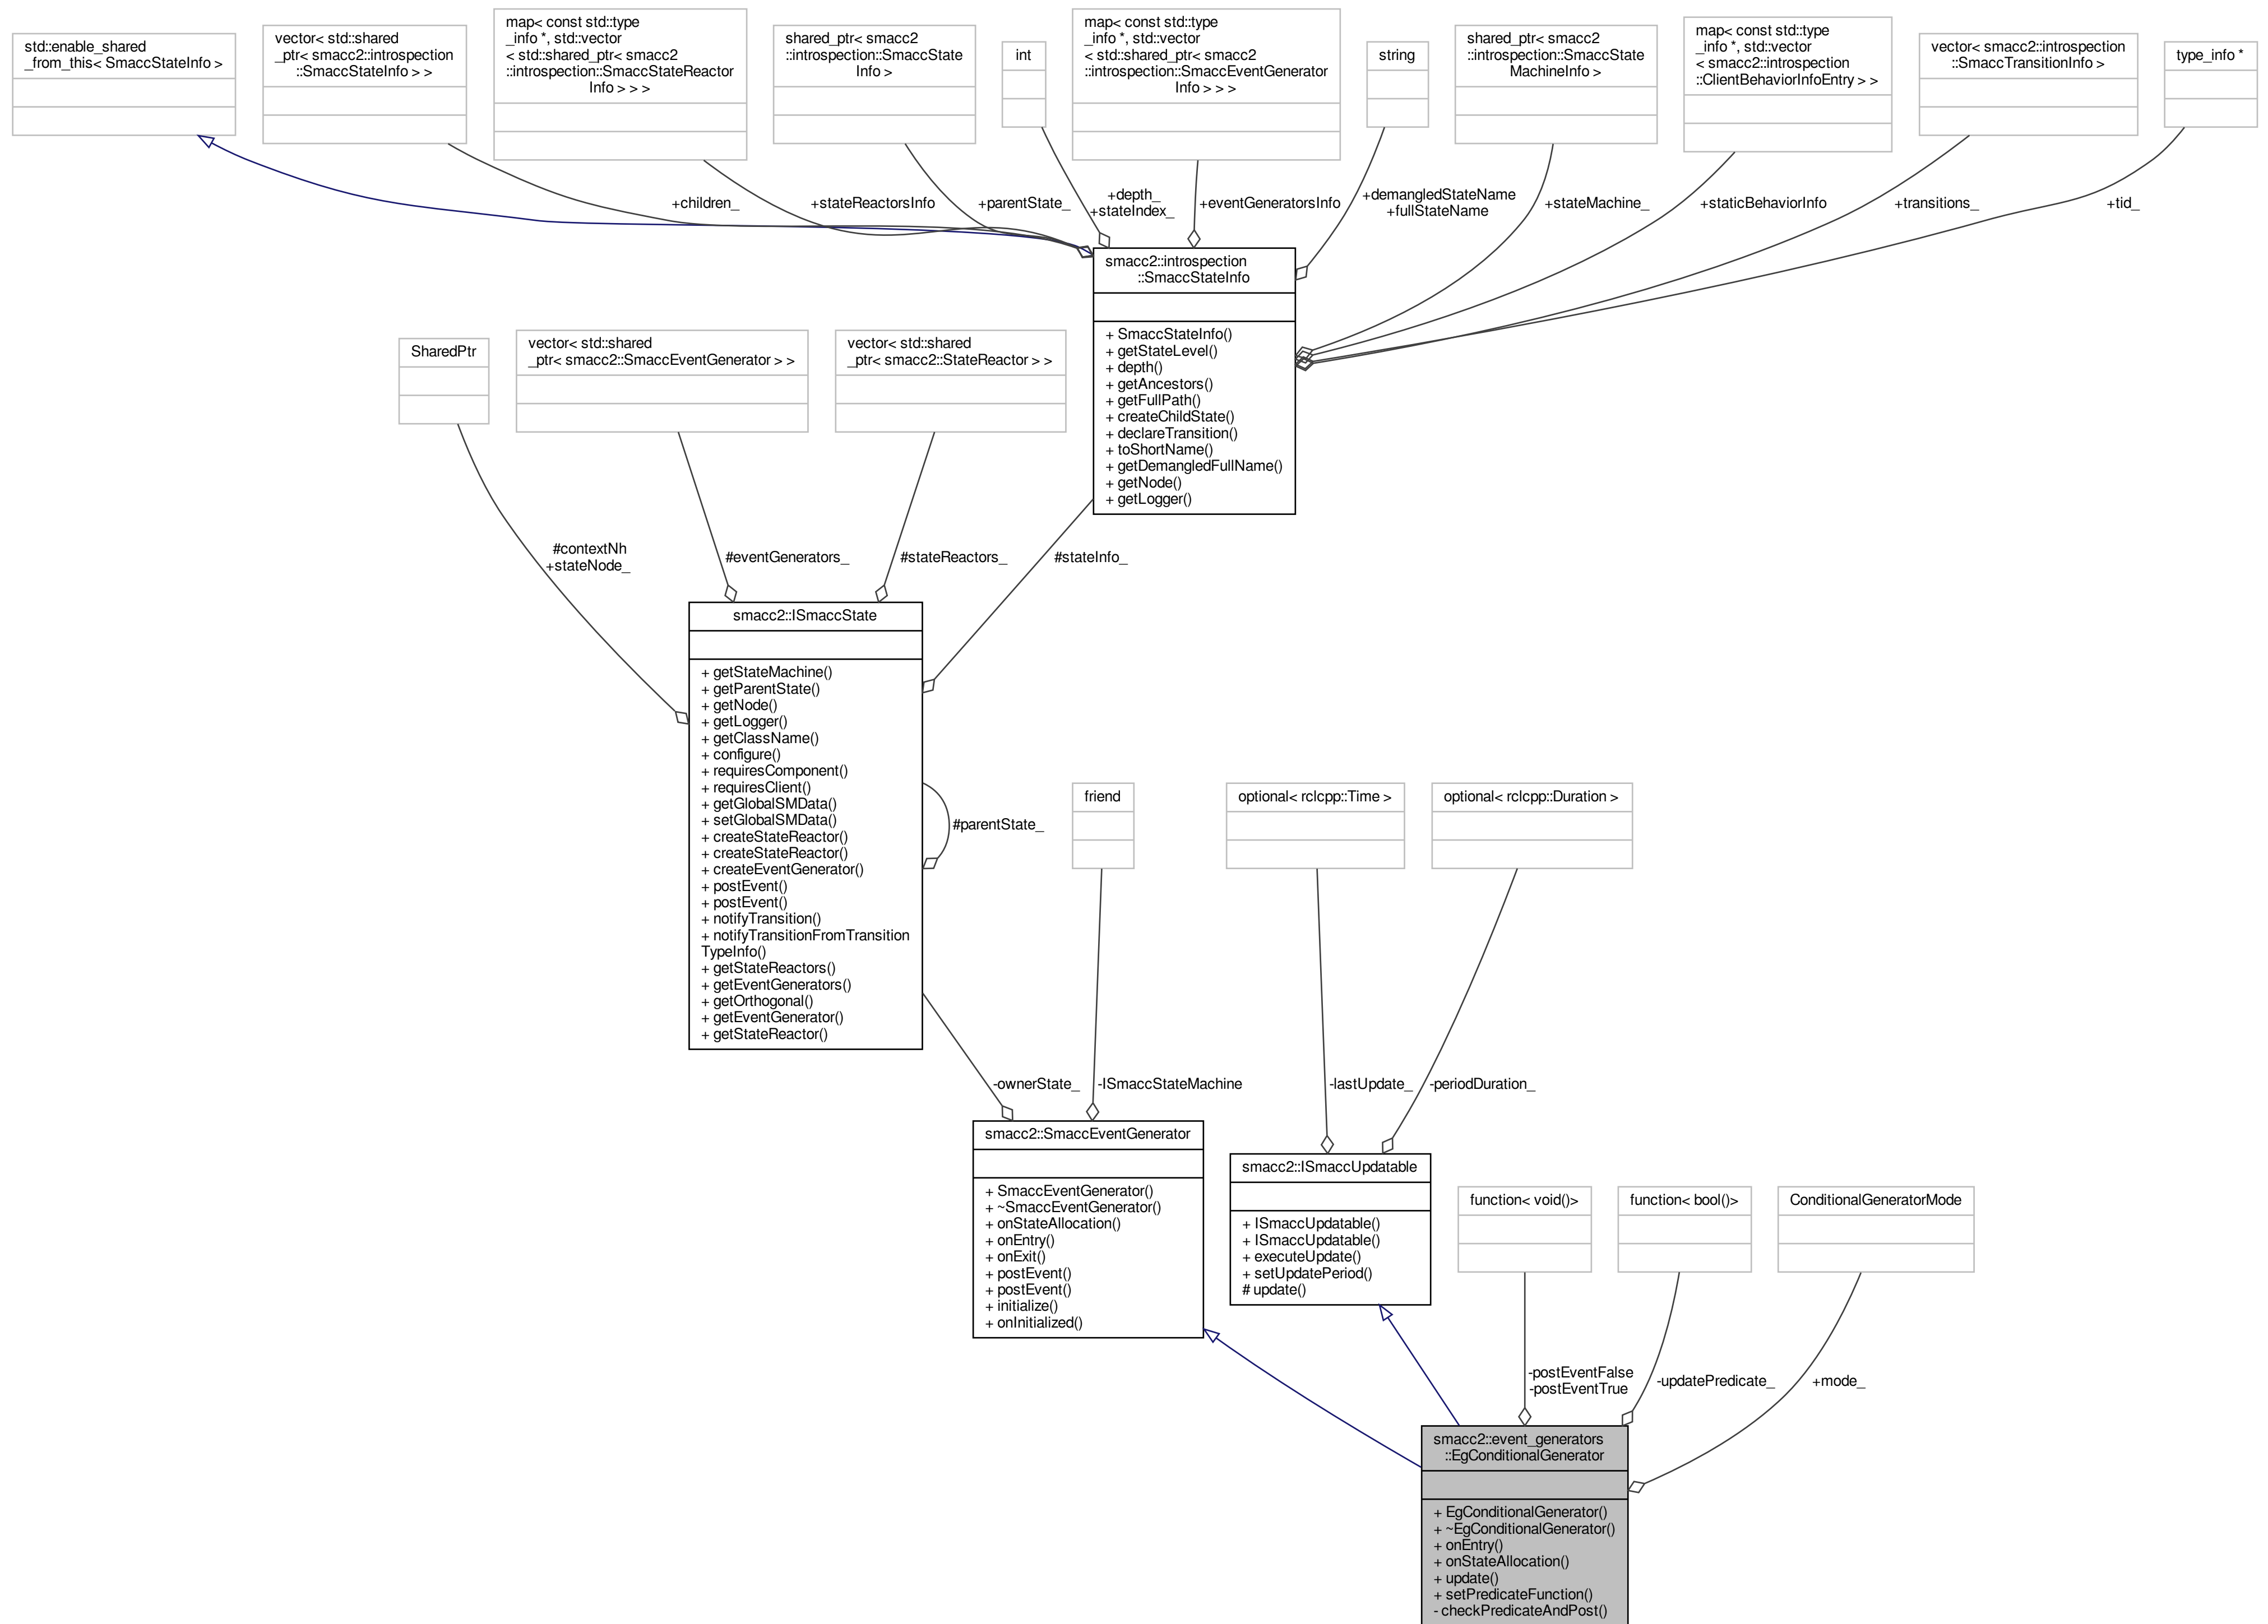 std::enable_shared
_from_this< SmaccStateInfo >
vector< std::shared
_ptr< smacc2::introspection
::SmaccStateInfo > >
map< const std::type
_info *, std::vector
< std::shared_ptr< smacc2
::introspection::SmaccStateReactor
Info > > >
shared_ptr< smacc2
::introspection::SmaccState
Info >
int
map< const std::type
_info *, std::vector
< std::shared_ptr< smacc2
::introspection::SmaccEventGenerator
Info > > >
string
shared_ptr< smacc2
::introspection::SmaccState
MachineInfo >
map< const std::type
_info *, std::vector
< smacc2::introspection
::ClientBehaviorInfoEntry > >
vector< smacc2::introspection
::SmaccTransitionInfo >
type_info *
+children_
+stateReactorsInfo
+parentState_
+depth_
+stateIndex_
+eventGeneratorsInfo
+demangledStateName
+fullStateName
+stateMachine_
+staticBehaviorInfo
+transitions_
+tid_
smacc2::introspection
::SmaccStateInfo
+ SmaccStateInfo()
+ getStateLevel()
+ depth()
+ getAncestors()
+ getFullPath()
+ createChildState()
+ declareTransition()
+ toShortName()
+ getDemangledFullName()
+ getNode()
+ getLogger()
SharedPtr
vector< std::shared
_ptr< smacc2::SmaccEventGenerator > >
vector< std::shared
_ptr< smacc2::StateReactor > >
#contextNh
+stateNode_
#eventGenerators_
#stateReactors_
#stateInfo_
smacc2::ISmaccState
+ getStateMachine()
+ getParentState()
+ getNode()
+ getLogger()
+ getClassName()
+ configure()
+ requiresComponent()
+ requiresClient()
+ getGlobalSMData()
+ setGlobalSMData()
+ createStateReactor()
+ createStateReactor()
+ createEventGenerator()
+ postEvent()
+ postEvent()
+ notifyTransition()
+ notifyTransitionFromTransition
TypeInfo()
+ getStateReactors()
+ getEventGenerators()
+ getOrthogonal()
+ getEventGenerator()
+ getStateReactor()
#parentState_
friend
optional< rclcpp::Time >
optional< rclcpp::Duration >
-ownerState_
-ISmaccStateMachine
-lastUpdate_
-periodDuration_
smacc2::SmaccEventGenerator
+ SmaccEventGenerator()
+ ~SmaccEventGenerator()
+ onStateAllocation()
+ onEntry()
+ onExit()
+ postEvent()
+ postEvent()
+ initialize()
+ onInitialized()
smacc2::ISmaccUpdatable
+ ISmaccUpdatable()
+ ISmaccUpdatable()
+ executeUpdate()
+ setUpdatePeriod()
# update()
function< void()>
function< bool()>
ConditionalGeneratorMode
-postEventFalse
-postEventTrue
-updatePredicate_
+mode_
smacc2::event_generators
::EgConditionalGenerator
+ EgConditionalGenerator()
+ ~EgConditionalGenerator()
+ onEntry()
+ onStateAllocation()
+ update()
+ setPredicateFunction()
- checkPredicateAndPost()